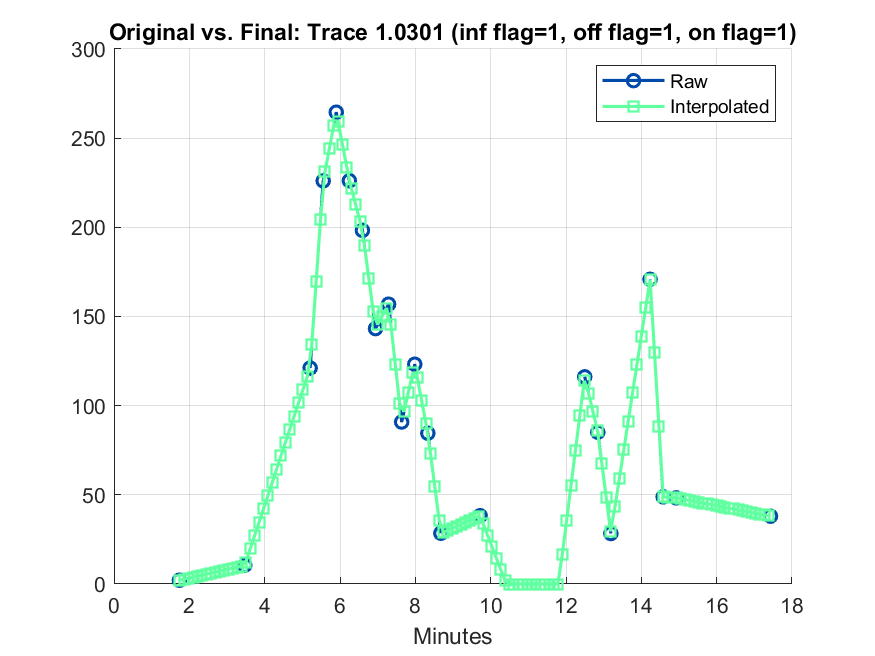 Original vs. Final: Trace 1.0301 (inf flag=1, off flag=1, on flag=1)
300
250
200
150
100
50
0
Raw
Interpolated
0 2 4 6 8 10 12 14 16 18
Minutes